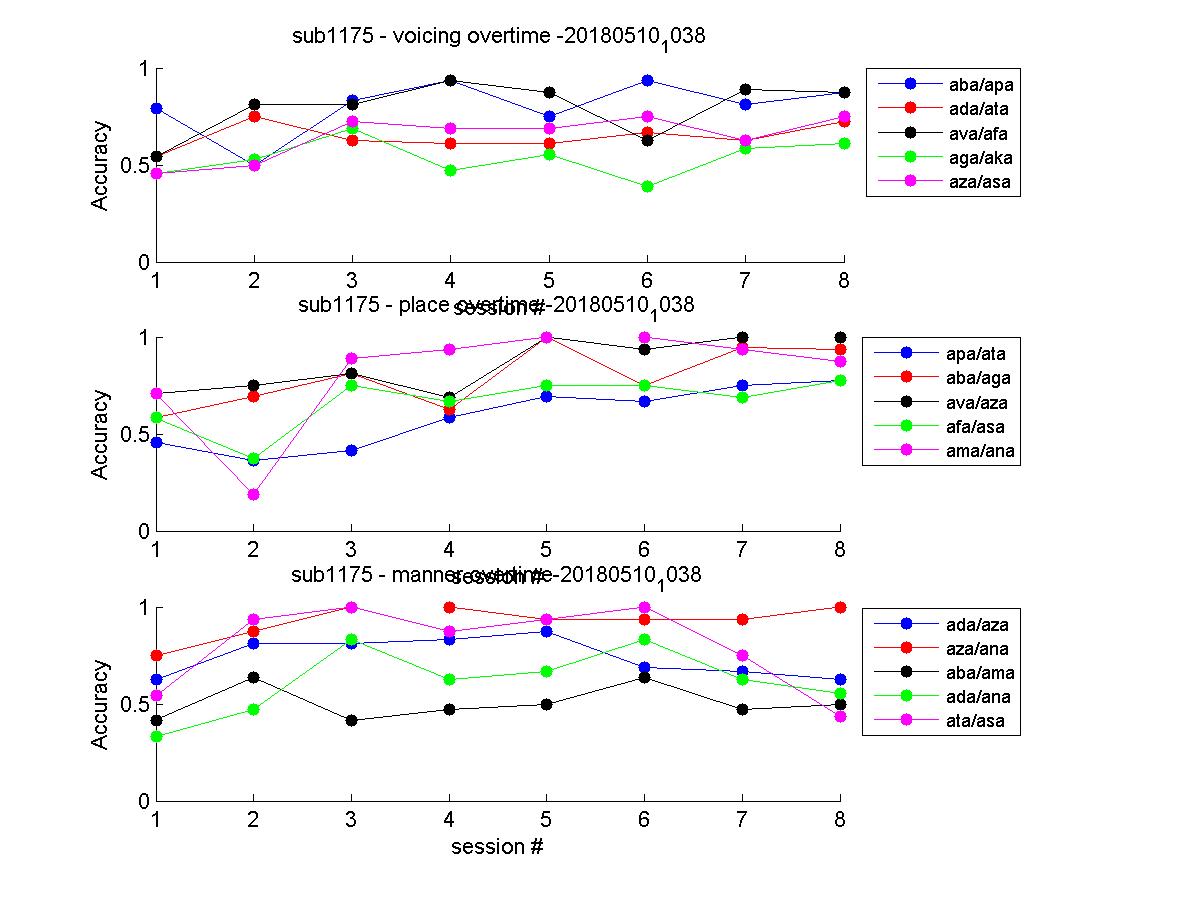 sub1175 - voicing overtime -20180510₁038
1
0.5
0
Accuracy
1 2 3 4 5 6 7 8
session #
aba/apa
ada/ata
ava/afa
aga/aka
aza/asa
sub1175 - place overtime -20180510₁038
1
0.5
0
Accuracy
1 2 3 4 5 6 7 8
session #
apa/ata
aba/aga
ava/aza
afa/asa
ama/ana
sub1175 - manner overtime -20180510₁038
1
0.5
0
Accuracy
1 2 3 4 5 6 7 8
session #
ada/aza
aza/ana
aba/ama
ada/ana
ata/asa